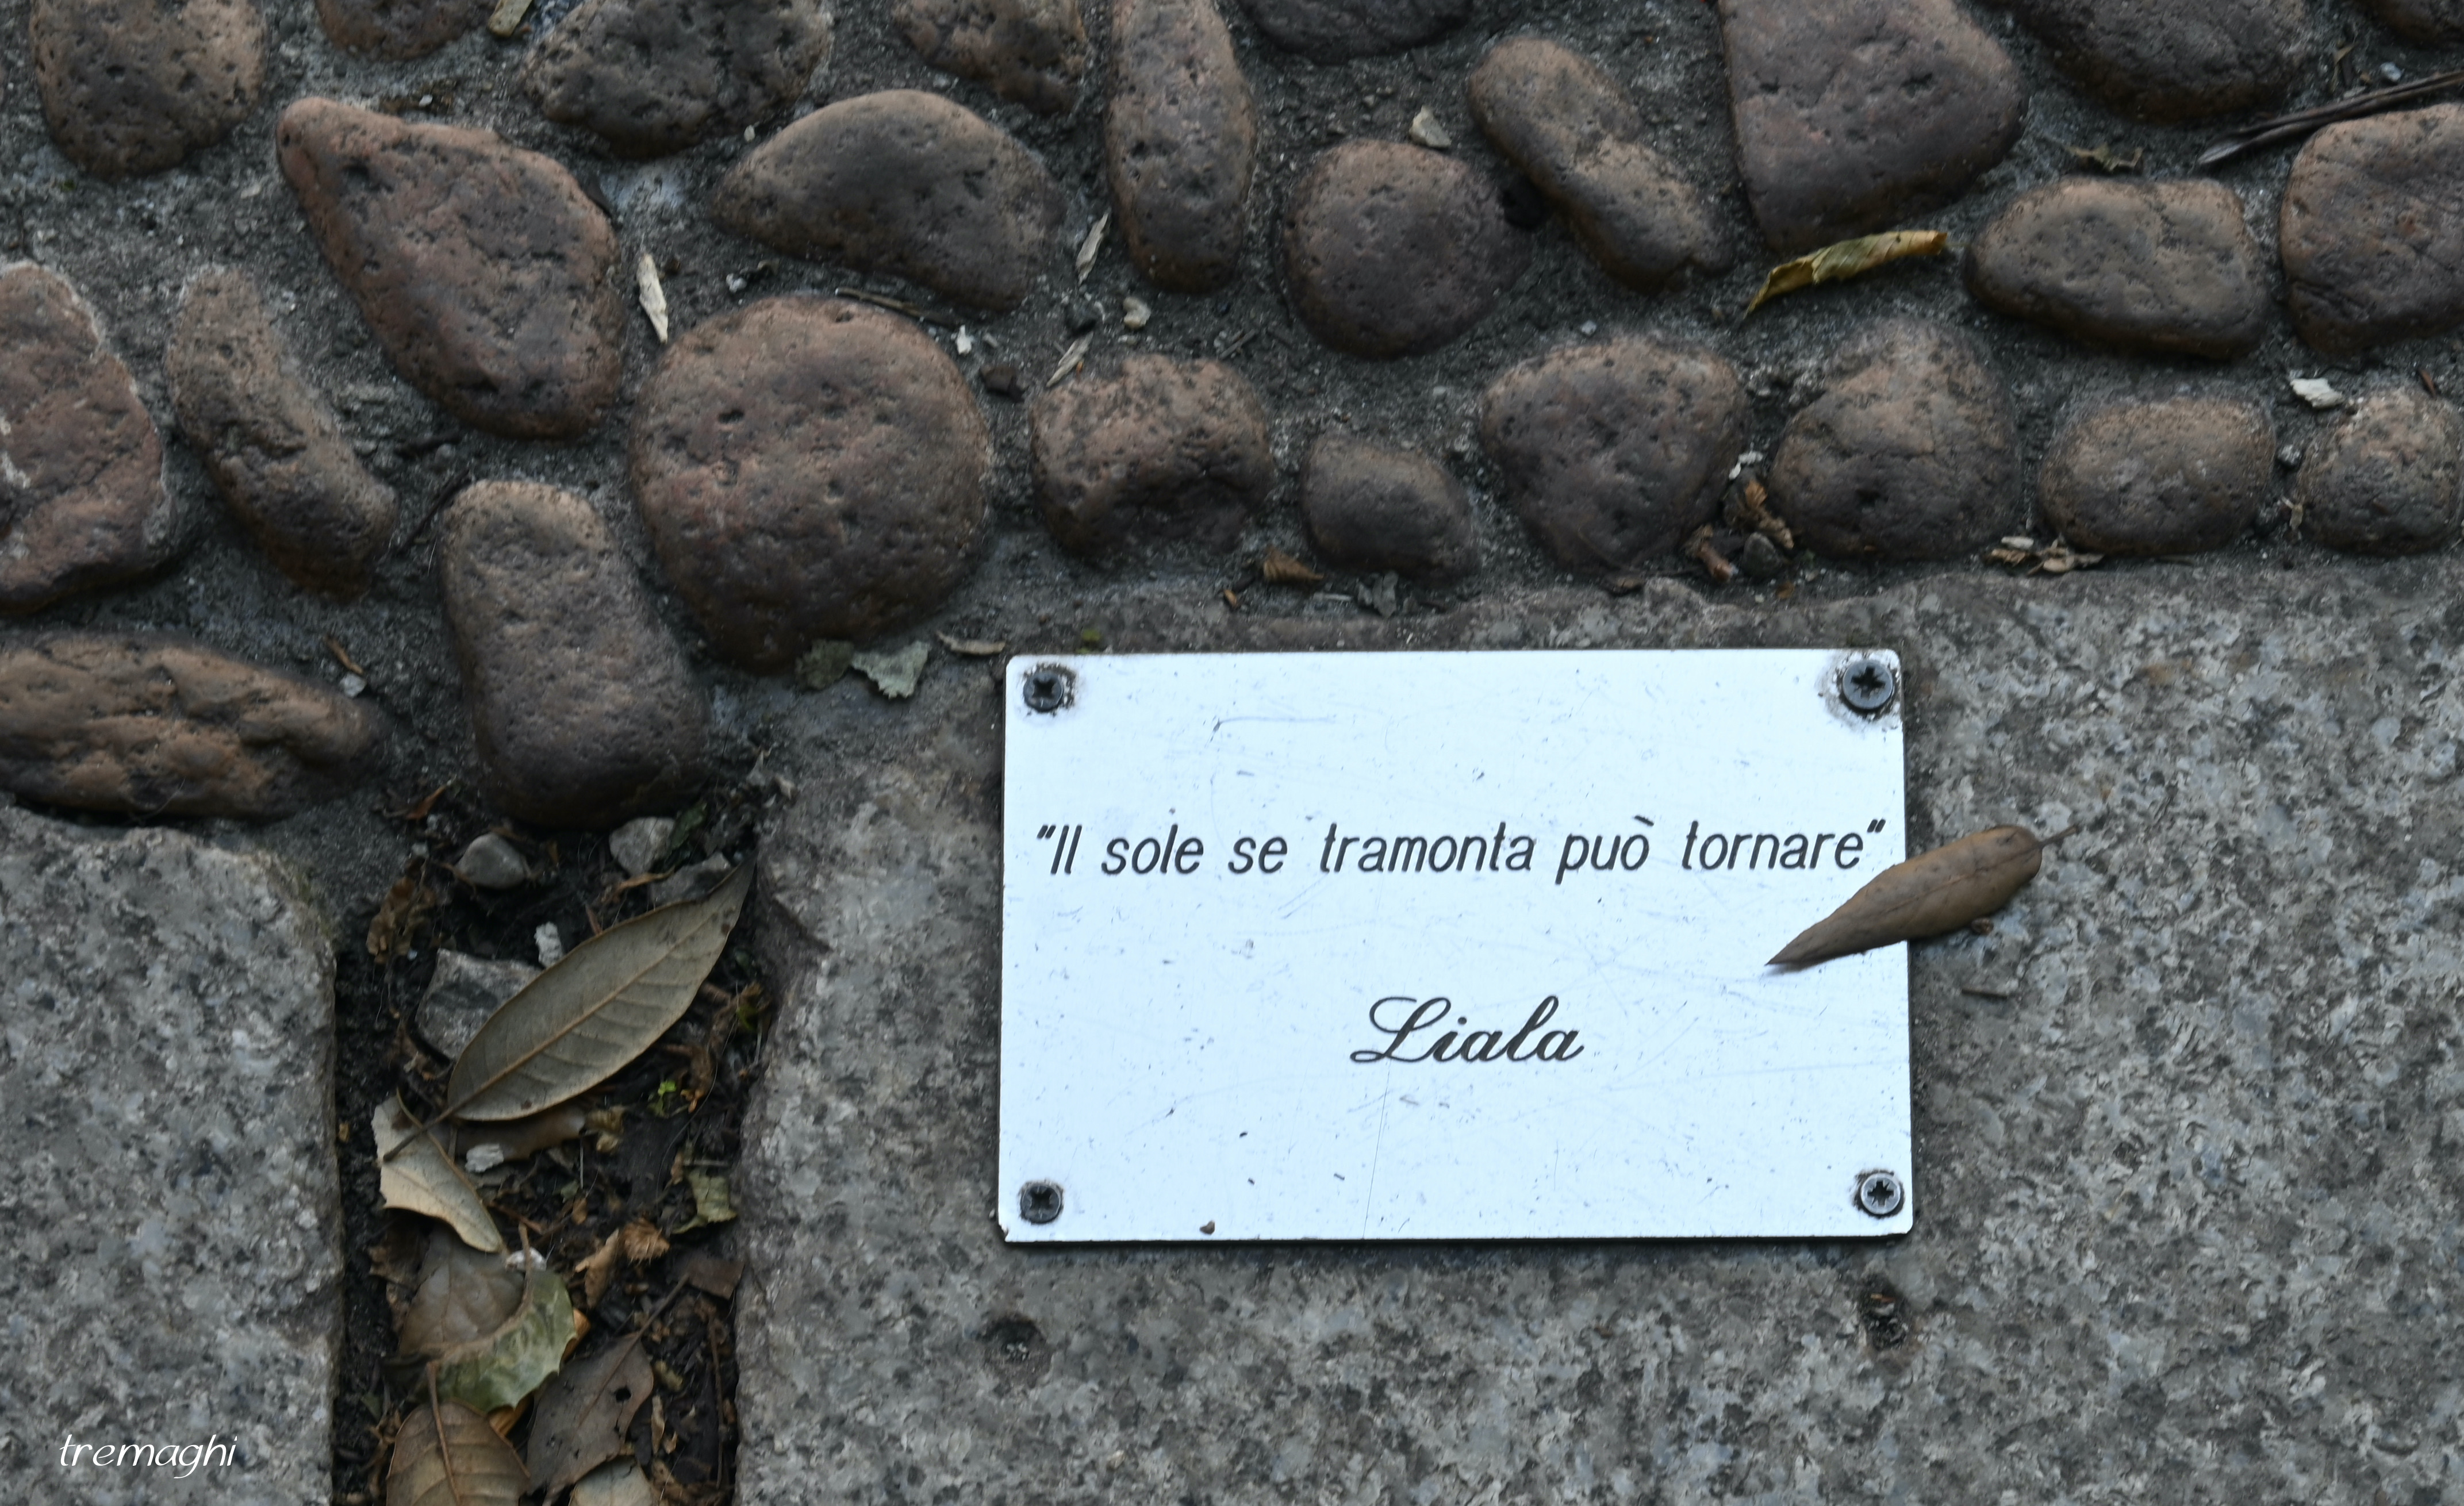 "Il sole se tramonta può tornare"
Liala
tremaghi